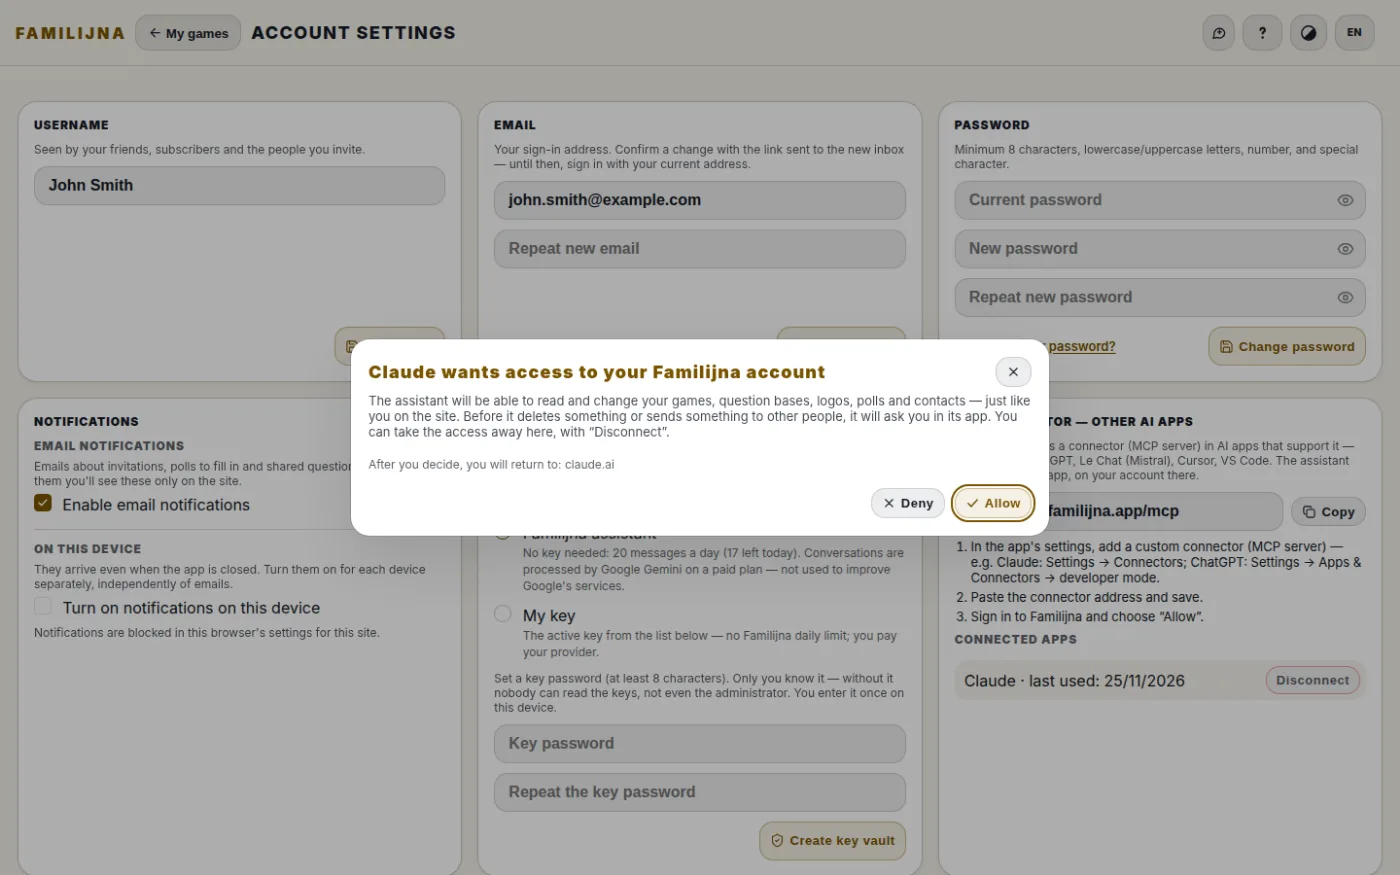 FAMILIJNA
My games
ACCOUNT SETTINGS
?
EN
USERNAME
Seen by your friends, subscribers and the people you invite.
John Smith
EMAIL
Your sign-in address. Confirm a change with the link sent to the new inbox
— until then, sign in with your current address.
john.smith@example.com
Repeat new email
PASSWORD
Minimum 8 characters, lowercase/uppercase letters, number, and special
character.
Current password
New password
Repeat new password
password?
Change password
Claude wants access to your Familijna account
The assistant will be able to read and change your games, question bases, logos, polls and contacts — just like
you on the site. Before it deletes something or sends something to other people, it will ask you in its app. You
can take the access away here, with “Disconnect”.
After you decide, you will return to: claude.ai
Deny
Allow
NOTIFICATIONS
EMAIL NOTIFICATIONS
Emails about invitations, polls to fill in and shared question
them you'll see these only on the site.
Enable email notifications
ON THIS DEVICE
They arrive even when the app is closed. Turn them on for each device
separately, independently of emails.
Turn on notifications on this device
Notifications are blocked in this browser's settings for this site.
Familijna assistant
No key needed: 20 messages a day (17 left today). Conversations are
processed by Google Gemini on a paid plan — not used to improve
Google's services.
My key
The active key from the list below — no Familijna daily limit; you pay
your provider.
Set a key password (at least 8 characters). Only you know it — without it
nobody can read the keys, not even the administrator. You enter it once on
this device.
Key password
Repeat the key password
Create key vault
OTHER AI APPS
s a connector (MCP server) in AI apps that support it —
GPT, Le Chat (Mistral), Cursor, VS Code. The assistant
app, on your account there.
familijna.app/mcp
Copy
1. In the app's settings, add a custom connector (MCP server) —
e.g. Claude: Settings → Connectors; ChatGPT: Settings → Apps &
Connectors → developer mode.
2. Paste the connector address and save.
3. Sign in to Familijna and choose “Allow”.
CONNECTED APPS
Claude · last used: 25/11/2026
Disconnect